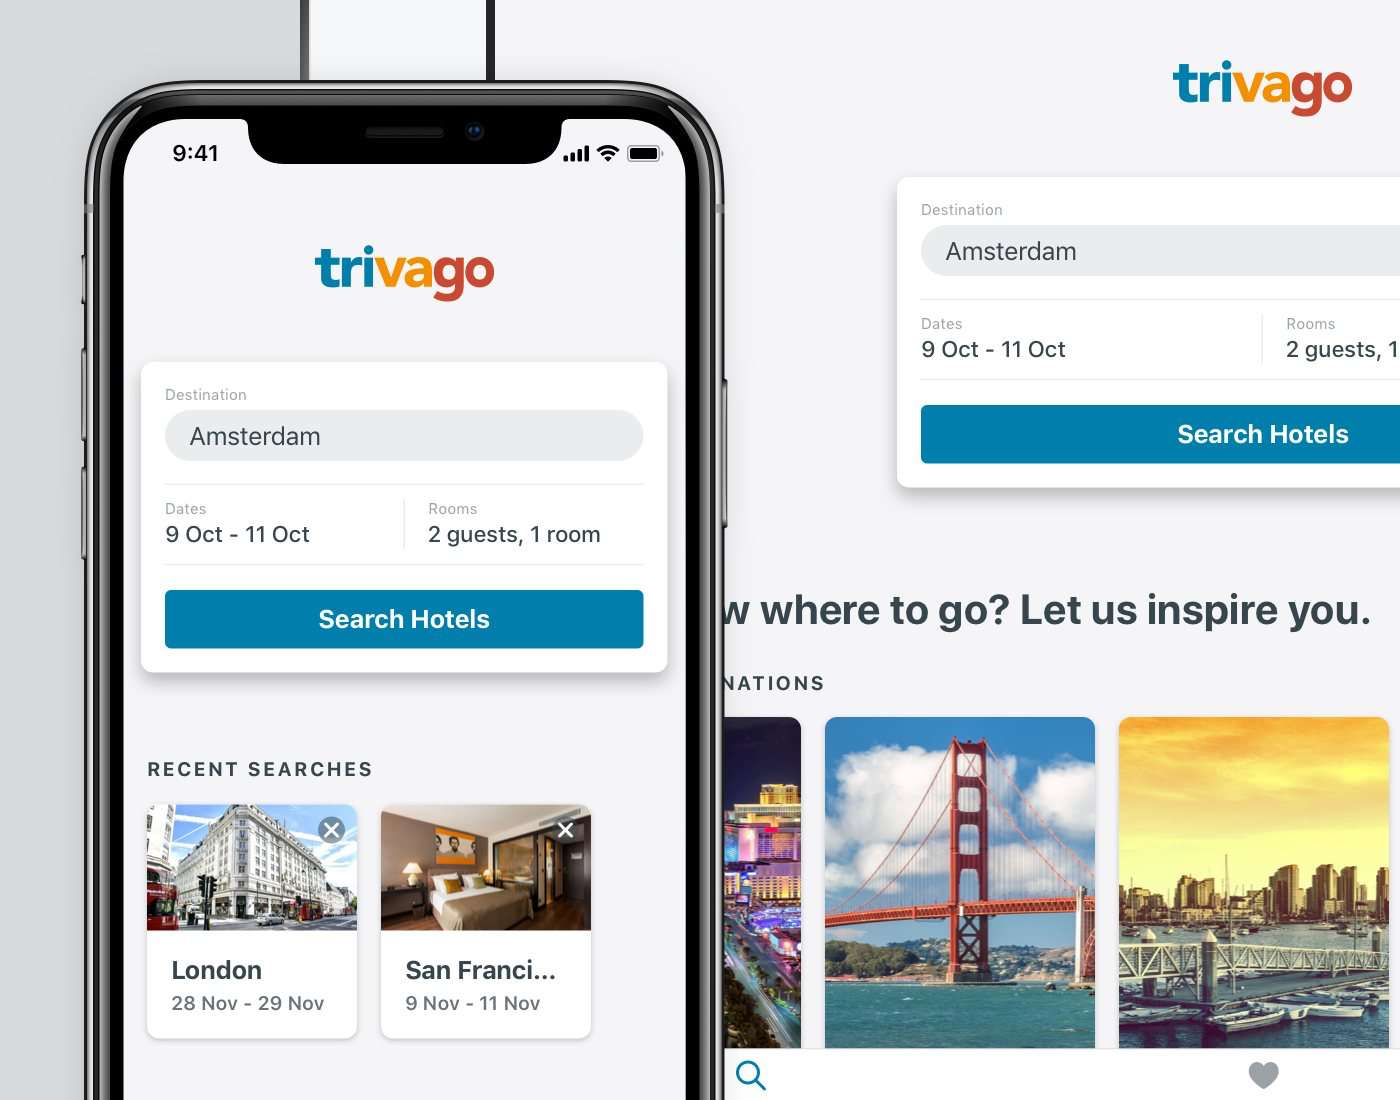 9:41
trivago
Destination
Amsterdam
Dates
9 Oct - 11 Oct
Rooms
2 guests, 1 room
Search Hotels
RECENT SEARCHES
London
28 Nov - 29 Nov
San Franci...
9 Nov - 11 Nov
trivago
Destination
Amsterdam
Dates
9 Oct - 11 Oct
Rooms
2 guests, 1
Search Hotels
where to go? Let us inspire you.